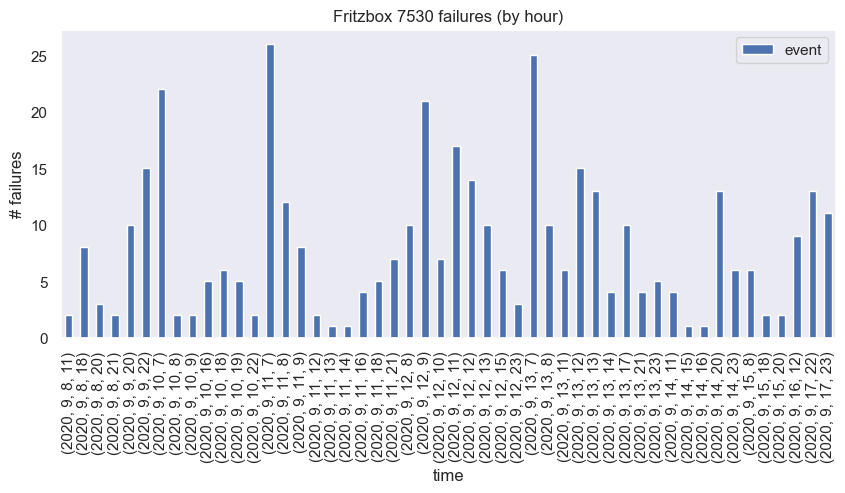 Fritzbox 7530 failures (by hour)
event
# failures
25
20
15
10
5
0
(2020, 9, 8, 11)
(2020, 9, 8, 18)
(2020, 9, 8, 20)
(2020, 9, 8, 21)
(2020, 9, 9, 20)
(2020, 9, 9, 22)
(2020, 9, 10, 7)
(2020, 9, 10, 8)
(2020, 9, 10, 9)
(2020, 9, 10, 16)
(2020, 9, 10, 18)
(2020, 9, 10, 19)
(2020, 9, 10, 22)
(2020, 9, 11, 7)
(2020, 9, 11, 8)
(2020, 9, 11, 9)
(2020, 9, 11, 12)
(2020, 9, 11, 13)
(2020, 9, 11, 14)
(2020, 9, 11, 16)
(2020, 9, 11, 18)
(2020, 9, 11, 21)
(2020, 9, 12, 8)
(2020, 9, 12, 9)
(2020, 9, 12, 10)
(2020, 9, 12, 11)
(2020, 9, 12, 12)
(2020, 9, 12, 13)
(2020, 9, 12, 15)
(2020, 9, 12, 23)
(2020, 9, 13, 7)
(2020, 9, 13, 8)
(2020, 9, 13, 11)
(2020, 9, 13, 12)
(2020, 9, 13, 13)
(2020, 9, 13, 14)
(2020, 9, 13, 17)
(2020, 9, 13, 21)
(2020, 9, 13, 23)
(2020, 9, 14, 11)
(2020, 9, 14, 15)
(2020, 9, 14, 16)
(2020, 9, 14, 20)
(2020, 9, 14, 23)
(2020, 9, 15, 8)
(2020, 9, 15, 18)
(2020, 9, 15, 20)
(2020, 9, 16, 12)
(2020, 9, 17, 22)
(2020, 9, 17, 23)
time